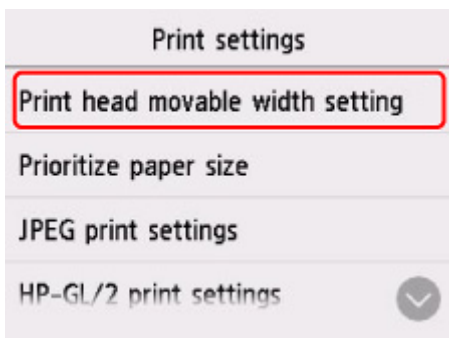 Print settings
Print head movable width setting
Prioritize paper size
JPEG print settings
HP-GL/2 print settings